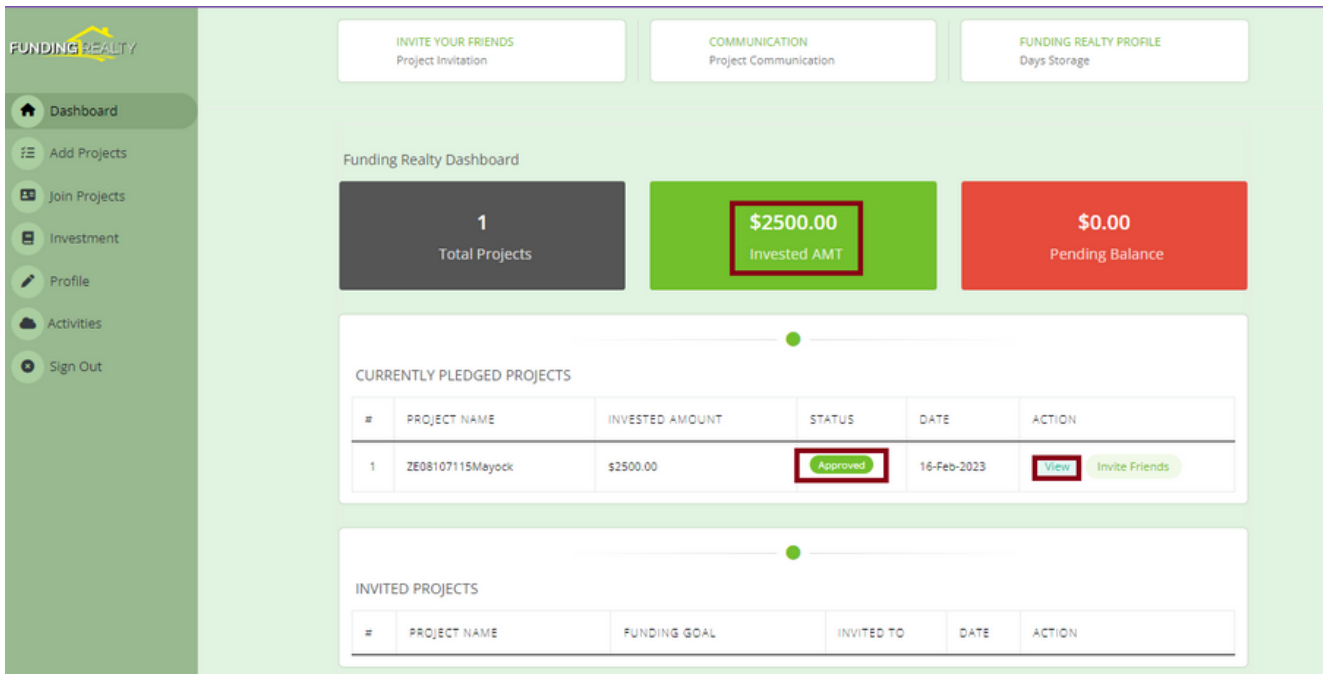 FUNDING REALTY
Dashboard
Add Projects
Join Projects
Investment
Profile
Activities
Sign Out
INVITE YOUR FRIENDS
Project Invitation
COMMUNICATION
Project Communication
FUNDING REALTY PROFILE
Days Storage
Funding Realty Dashboard
1
Total Projects
$2500.00
Invested AMT
$0.00
Pending Balance
CURRENTLY PLEDGED PROJECTS
# PROJECT NAME INVESTED AMOUNT STATUS DATE ACTION
1 ZE08107115Mayock $2500.00 Approved 16-Feb-2023 View Invite Friends
INVITED PROJECTS
# PROJECT NAME FUNDING GOAL INVITED TO DATE ACTION